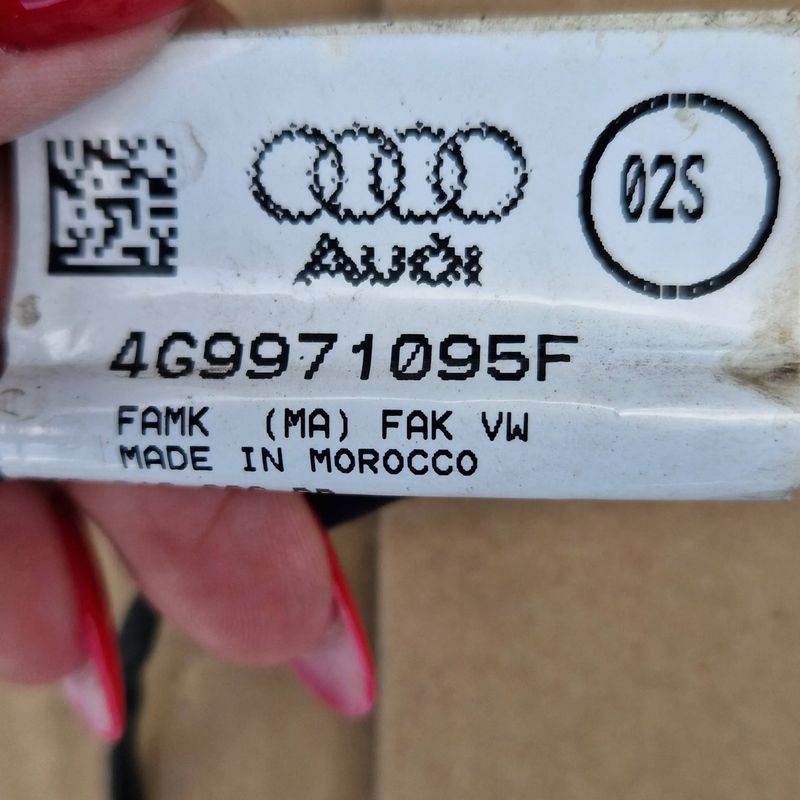 02S
AUDI
4G9971095F
FAMK (MA) FAK VW
MADE IN MOROCCO